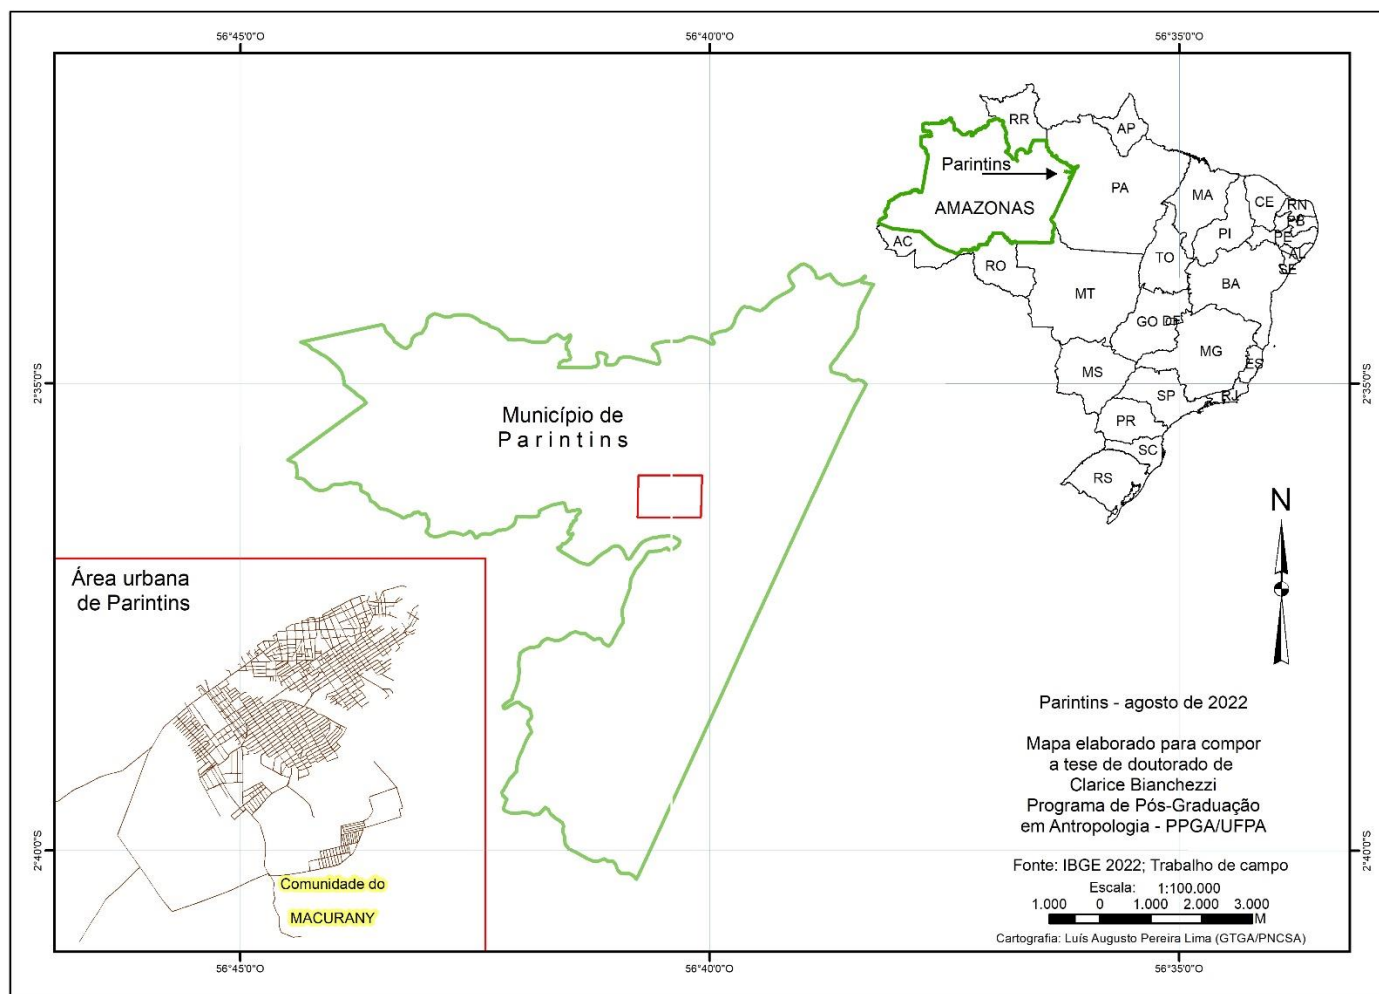 56°45'0"O
56°40'0"O
56°35'0"O
RR
AP
Parintins
PA
AMAZONAS
MA
CE
RN
PB
PI
PE
AC
AL
TO
SE
RO
BA
MT
GO DF
MG
ES
MS
SP
RJ
PR
SC
RS
2°35'0"S
2°35'0"S
Município de
Parintins
N
Área urbana
de Parintins
Comunidade do
MACURANY
Parintins - agosto de 2022
Mapa elaborado para compor
a tese de doutorado de
Clarice Bianchezzi
Programa de Pós-Graduação
em Antropologia - PPGA/UFPA
2°40'0"S
2°40'0"S
Fonte: IBGE 2022; Trabalho de campo
Escala: 1:100.000
1.000 0 1.000 2.000 3.000
M
Cartografia: Luís Augusto Pereira Lima (GTGA/PNCSA)
56°45'0"O
56°40'0"O
56°35'0"O